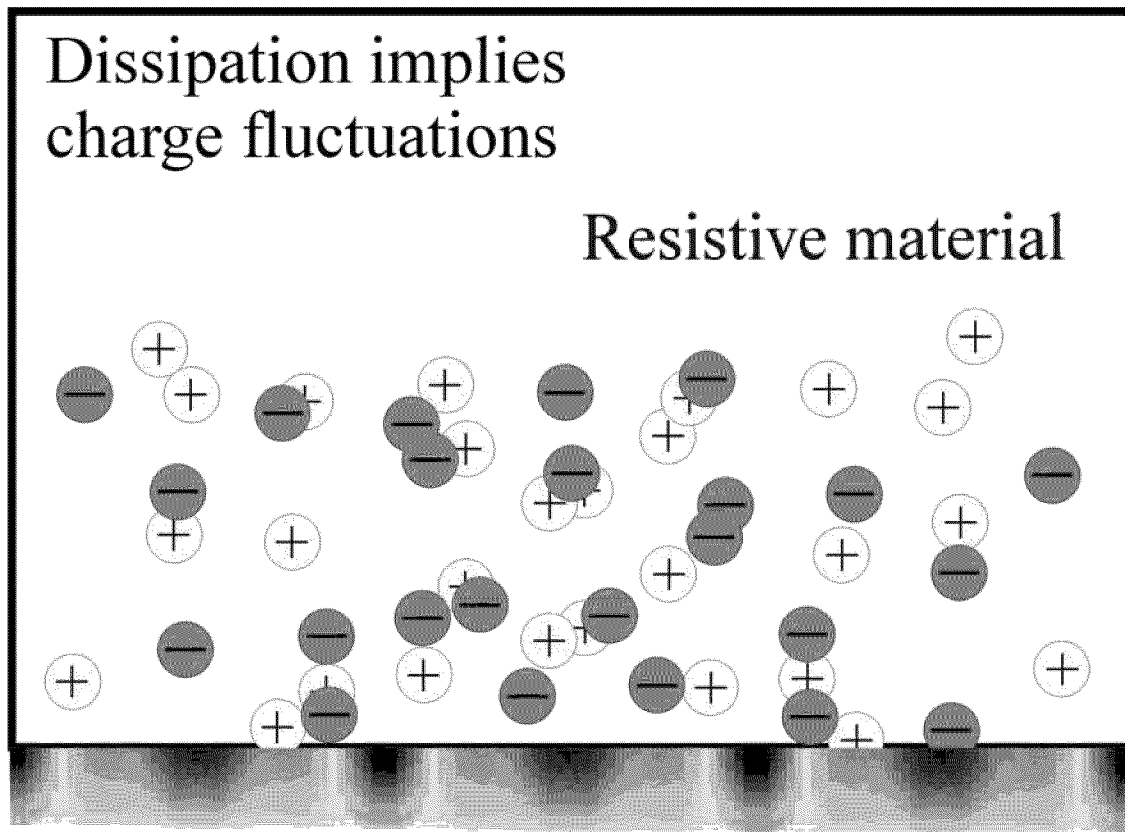 Dissipation implies
charge fluctuations
Resistive material